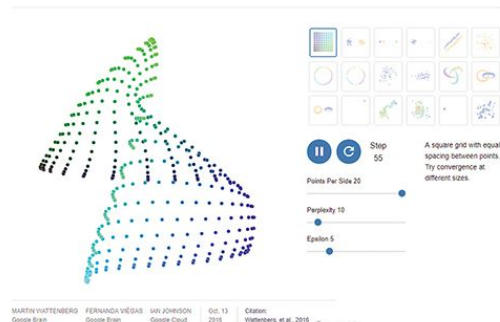 Step
55
A square grid with equal
spacing between points.
Try convergence at
different sizes.
Points Per Side 20
Perplexity 10
Epsilon 5
MARTIN WATTENBERG
Google Brain
FERNANDA VIÉGAS
Google Brain
IAN JOHNSON
Google Cloud
Oct. 13
2016
Citation:
Wattenberg, et al., 2016